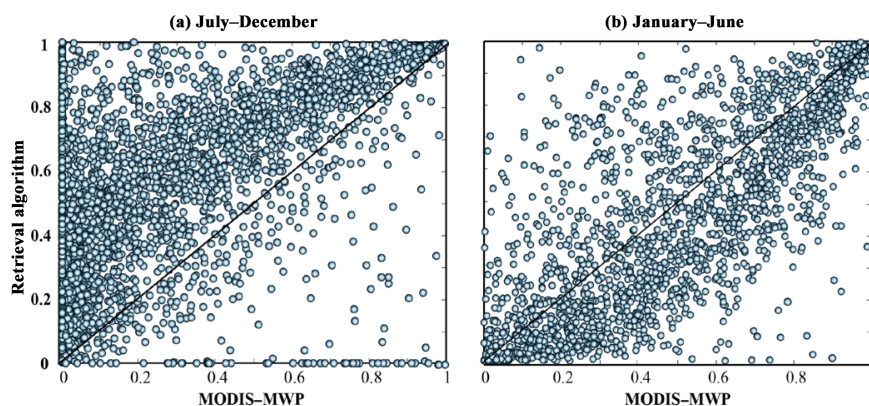 (a) July–December
(b) January–June
Retrieval algorithm
1
0.8
0.6
0.4
0.2
0
0 0.2 0.4 0.6 0.8 1
0 0.2 0.4 0.6 0.8
MODIS–MWP
MODIS–MWP